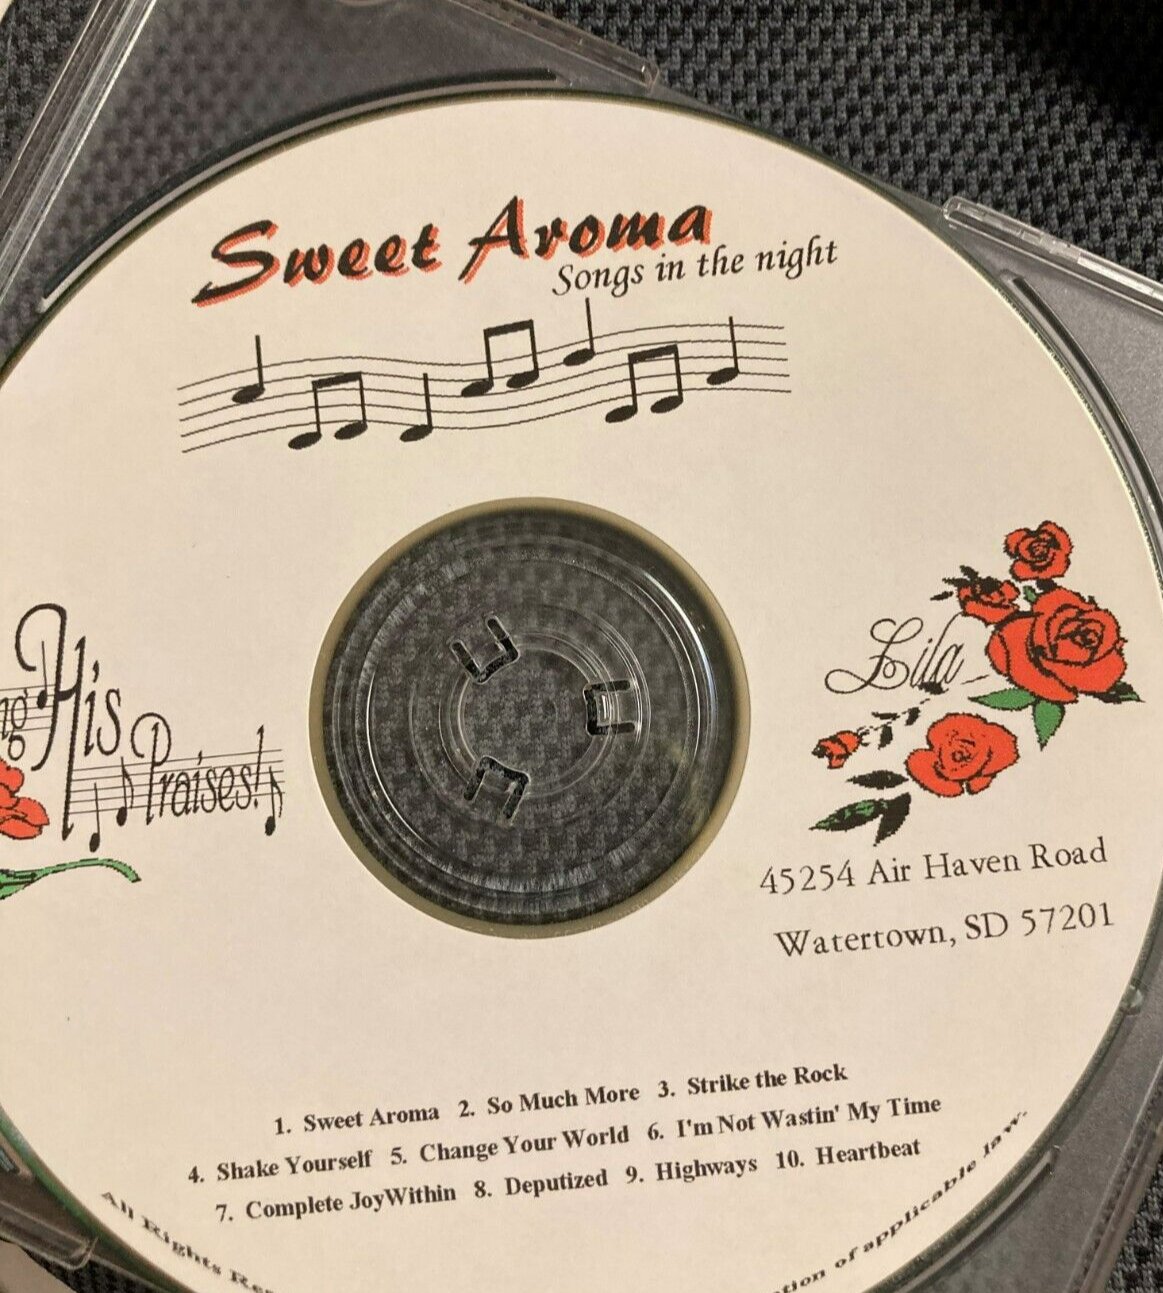 Sweet Aroma
Songs in the night
His
Praises!
Lila
45254 Air Haven Road
Watertown, SD 57201
1. Sweet Aroma 2. So Much More 3. Strike the Rock
4. Shake Yourself 5. Change Your World 6. I'm Not Wastin' My Time
7. Complete JoyWithin 8. Deputized 9. Highways 10. Heartbeat
All Rights
of applicable law.